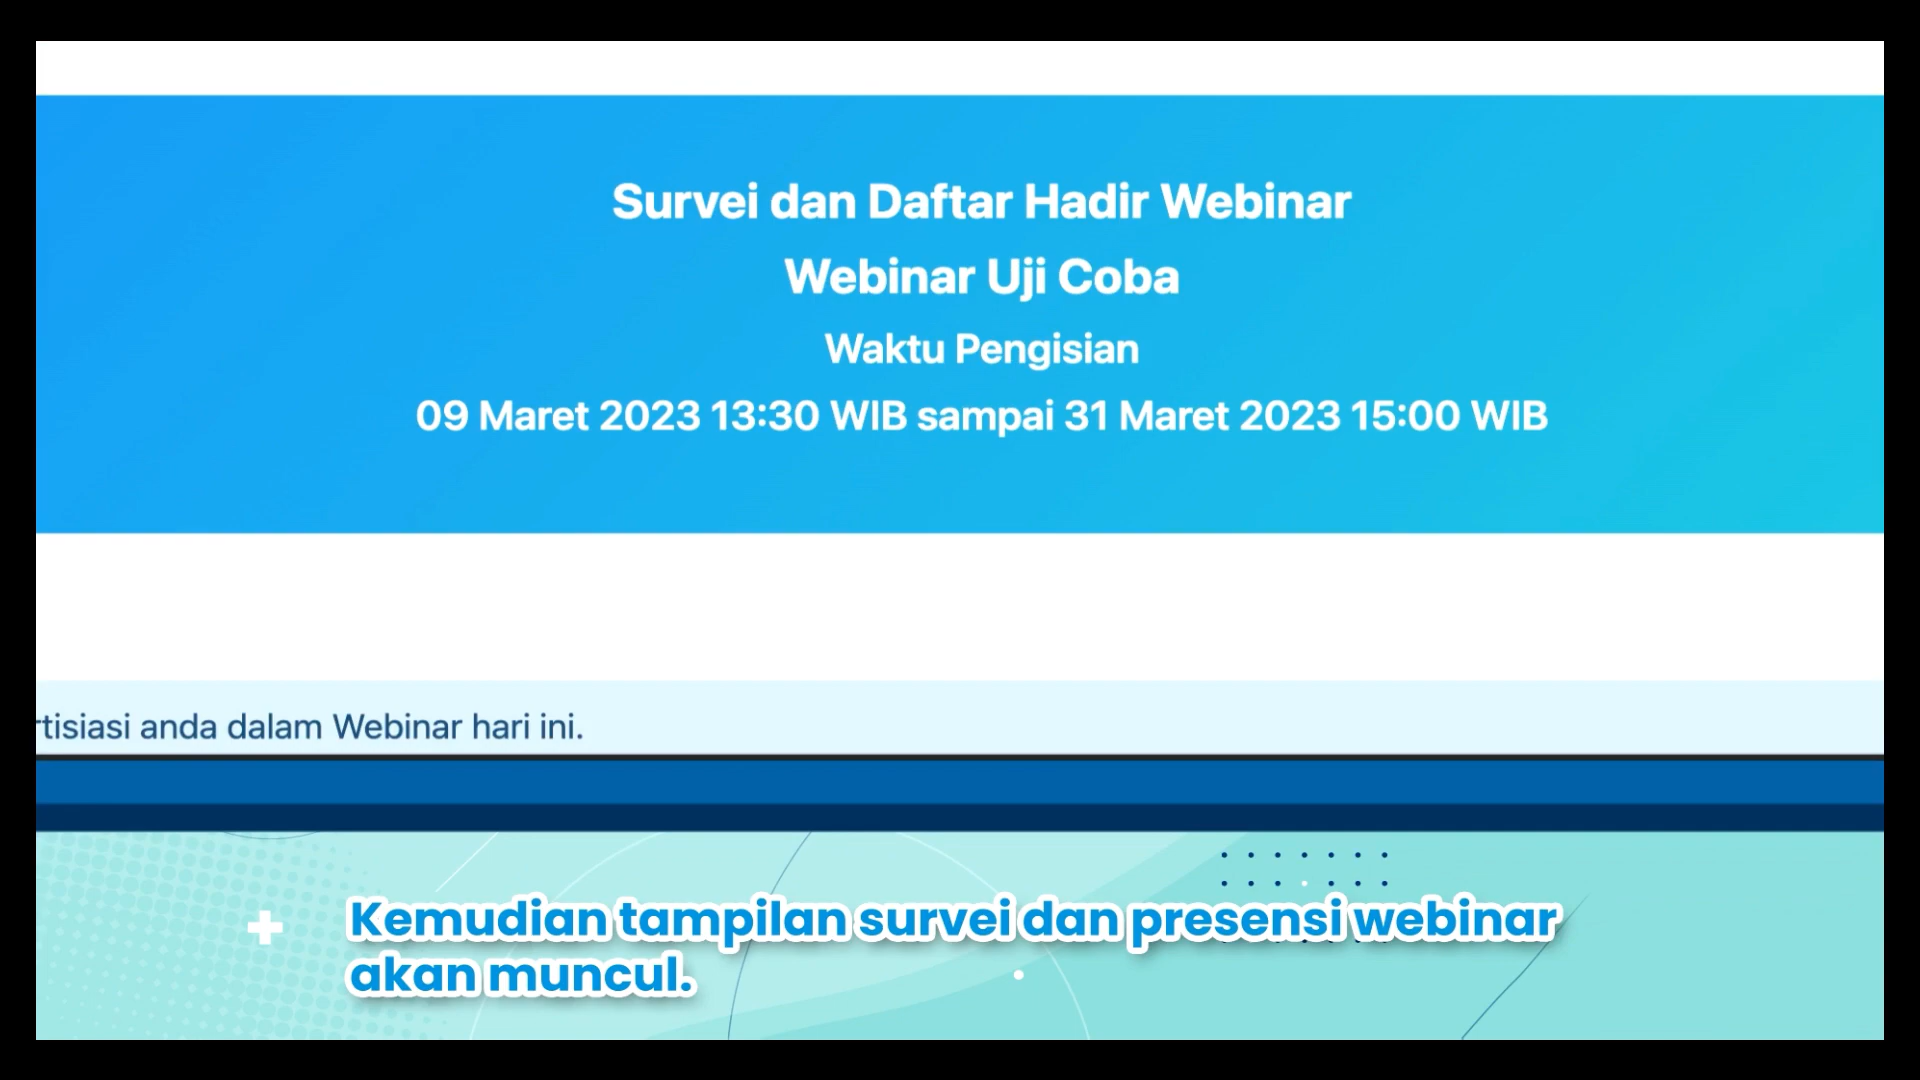 Survei dan Daftar Hadir Webinar
Webinar Uji Coba
Waktu Pengisian
09 Maret 2023 13:30 WIB sampai 31 Maret 2023 15:00 WIB
rtisiasi anda dalam Webinar hari ini.
Kemudian tampilan survei dan presensi webinar
akan muncul.